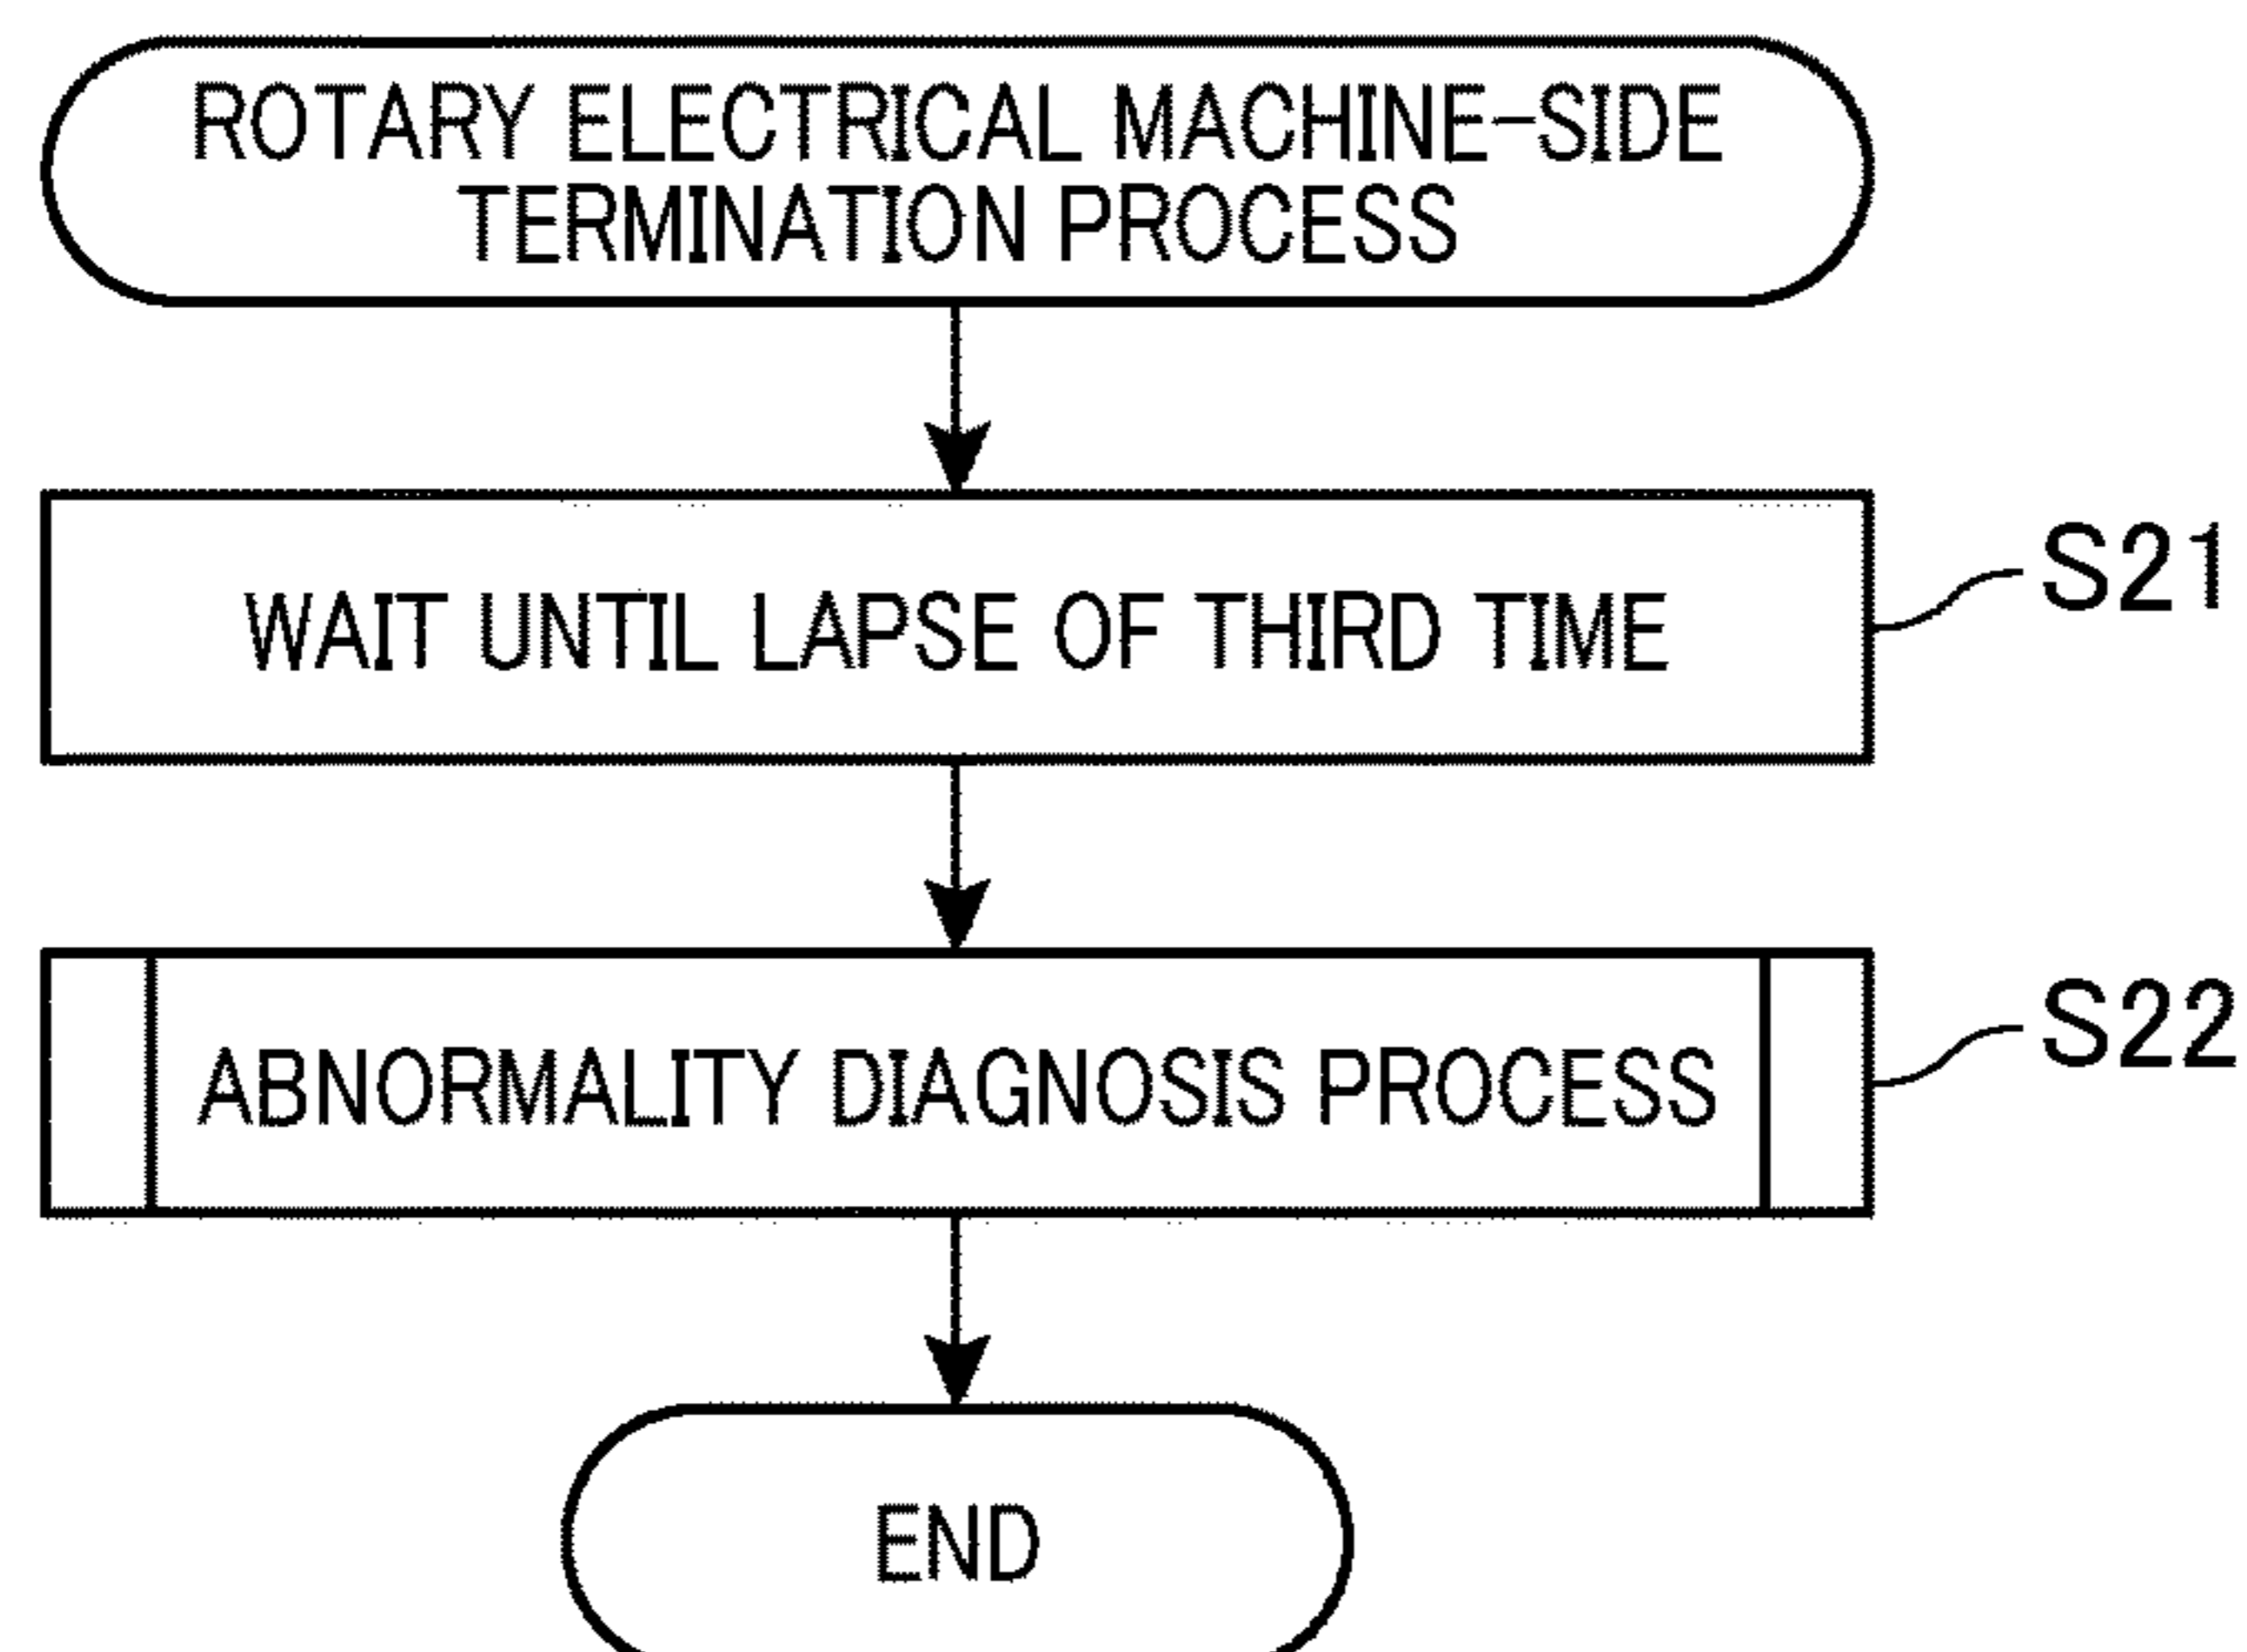 ROTARY ELECTRICAL MACHINE-SIDE
TERMINATION PROCESS
WAIT UNTIL LAPSE OF THIRD TIME
S21
ABNORMALITY DIAGNOSIS PROCESS
S22
END